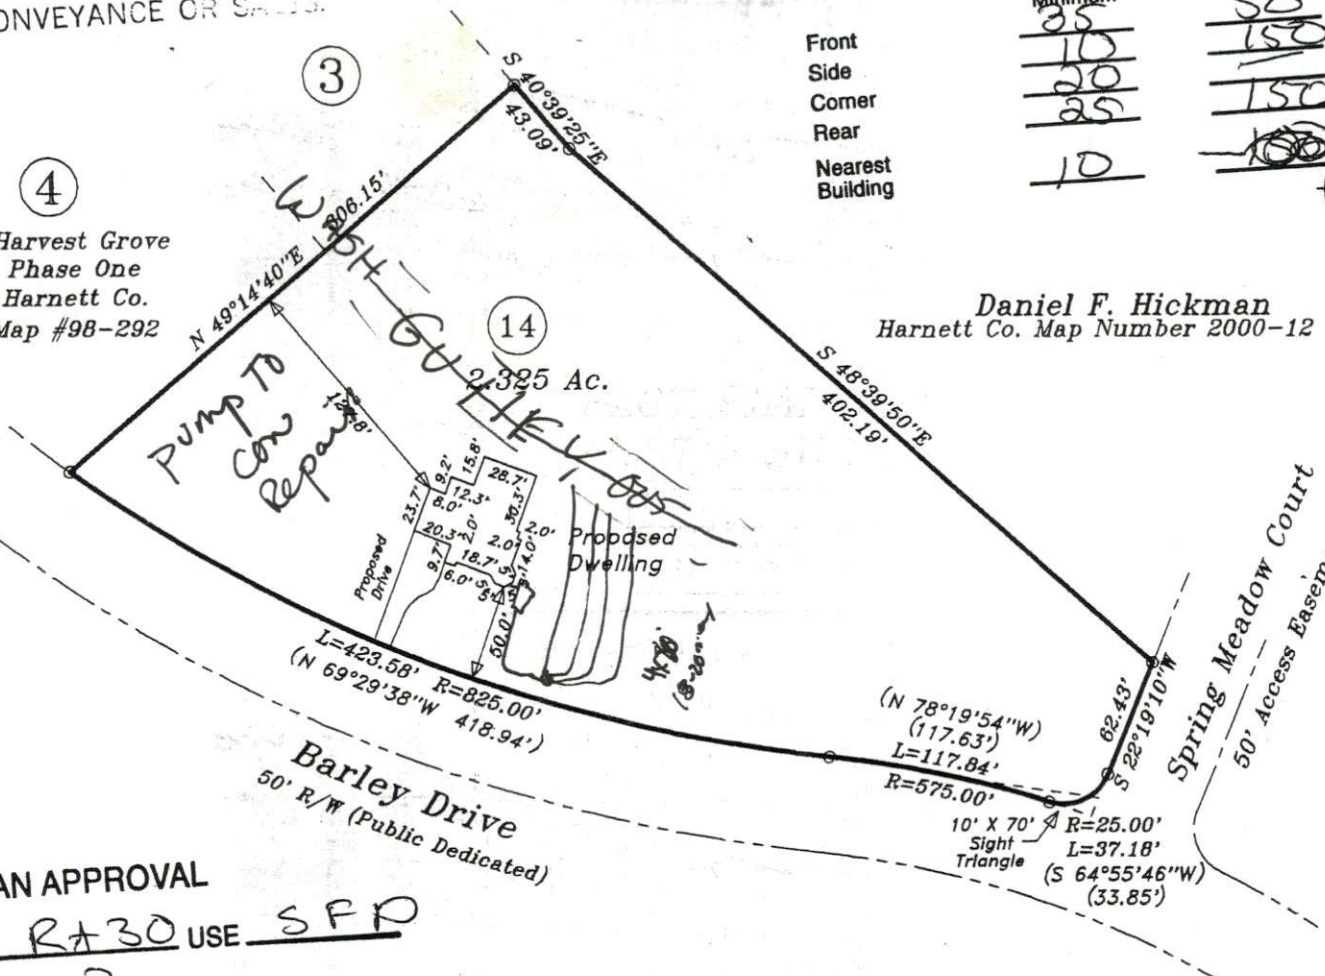 ONVEYANCE OR SALES.
Minimum
Front 35 50
Side 10 150
Corner 20
Rear 25 150
Nearest
Building 10
3
4
Harvest Grove
Phase One
Harnett Co.
Map #98-292
S 40°39'25"E
43.09'
N 49°14'40"E 306.15'
14
2.325 Ac.
Daniel F. Hickman
Harnett Co. Map Number 2000-12
S 48°39'50"E
402.19'
PUMP TO
CON
Repair
9.2'
15.8'
28.7'
12.3'
8.0'
23.7'
30.3'
20.3'
2.0'
2.0'
2.0'
14.0'
9.7'
18.7'
6.0'
50.0'
Proposed
Drive
Proposed
Dwelling
L=423.58' R=825.00'
(N 69°29'38"W 418.94')
Barley Drive
50' R/W (Public Dedicated)
(N 78°19'54"W)
(117.63')
L=117.84'
R=575.00'
62.43'
S 22°19'10"W
Spring Meadow Court
50' Access
10' X 70'
Sight
Triangle
R=25.00'
L=37.18'
(S 64°55'46"W)
(33.85')
AN APPROVAL
RA30 USE SFD